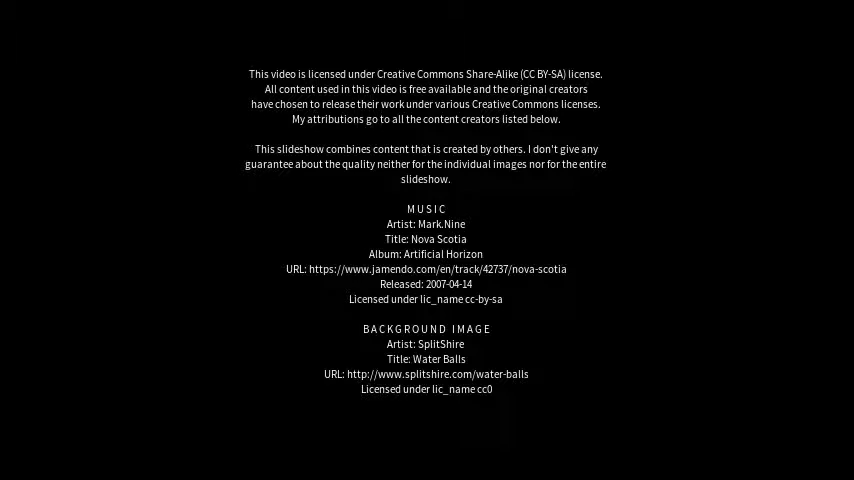 This video is licensed under Creative Commons Share-Alike (CC BY-SA) license.
All content used in this video is free available and the original creators
have chosen to release their work under various Creative Commons licenses.
My attributions go to all the content creators listed below.
This slideshow combines content that is created by others. I don't give any
guarantee about the quality neither for the individual images nor for the entire
slideshow.
MUSIC
Artist: Mark.Nine
Title: Nova Scotia
Album: Artificial Horizon
URL: https://www.jamendo.com/en/track/42737/nova-scotia
Released: 2007-04-14
Licensed under lic_name cc-by-sa
BACKGROUND IMAGE
Artist: SplitShire
Title: Water Balls
URL: http://www.splitshire.com/water-balls
Licensed under lic_name cc0